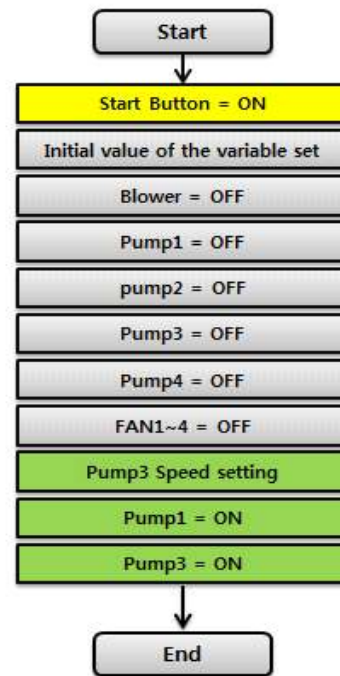 Start
Start Button = ON
Initial value of the variable set
Blower = OFF
Pump1 = OFF
pump2 = OFF
Pump3 = OFF
Pump4 = OFF
FAN1~4 = OFF
Pump3 Speed setting
Pump1 = ON
Pump3 = ON
End